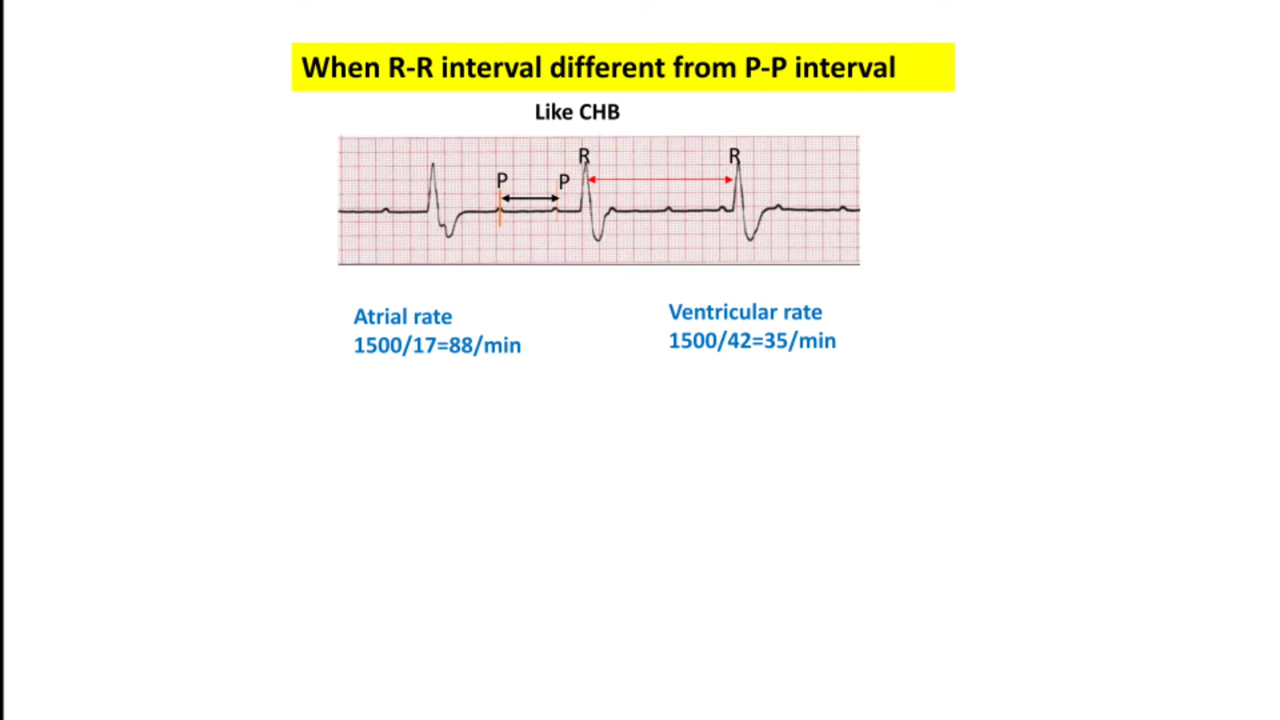 When R-R interval different from P-P interval
Like CHB
R R
P P
Atrial rate
1500/17=88/min
Ventricular rate
1500/42=35/min